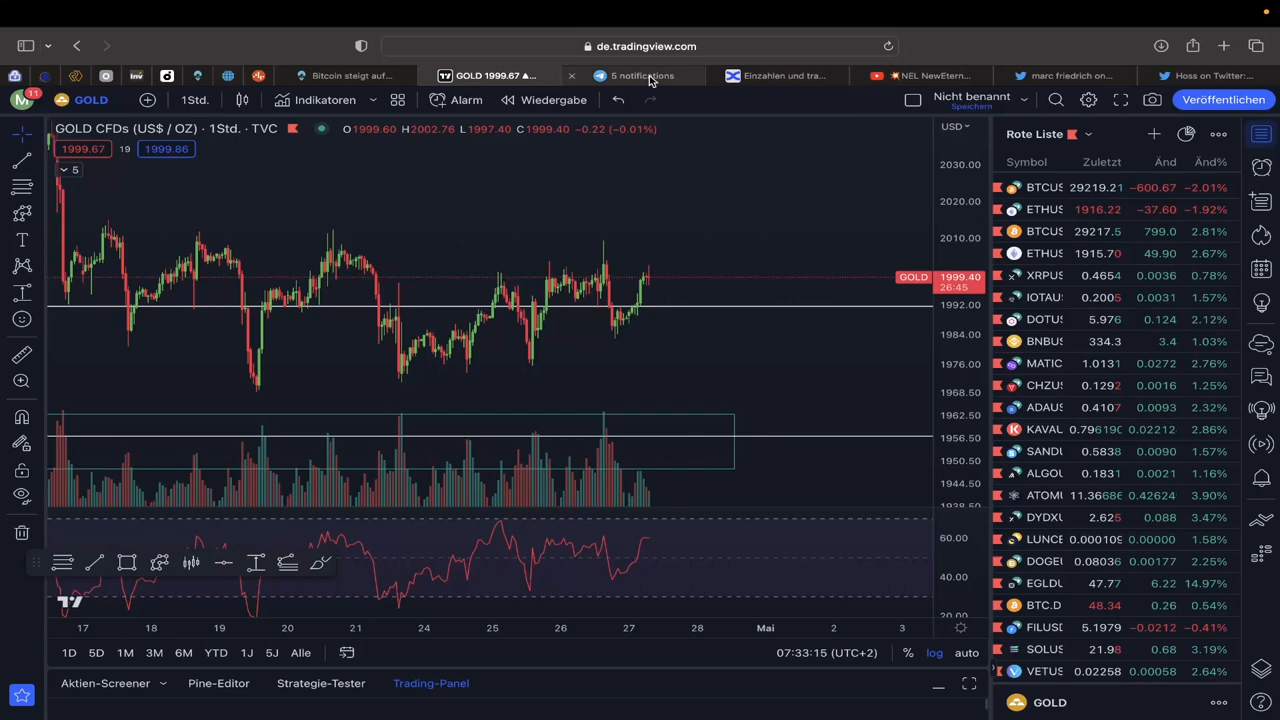 de.tradingview.com
Inv
Bitcoin steigt auf...
GOLD 1999.67 ▲...
5 notifications
Einzahlen und tra...
NEL NewEtern...
marc friedrich on...
Hoss on Twitter:...
M 11
GOLD
1Std.
Indikatoren
Alarm
Wiedergabe
Nicht benannt
Speichern
Veröffentlichen
GOLD CFDs (US$ / OZ) · 1Std. · TVC
O1999.60 H2002.76 L1997.40 C1999.40 −0.22 (−0.01%)
1999.67 19 1999.86
5
USD
2030.00
2020.00
2010.00
GOLD 1999.40
26:45
1992.00
1984.00
1976.00
1968.50
1962.50
1956.50
1950.50
1944.50
1938.50
60.00
40.00
20.00
17 18 19 20 21 24 25 26 27 28 Mai 2 3
1D 5D 1M 3M 6M YTD 1J 5J Alle
07:33:15 (UTC+2) % log auto
Aktien-Screener Pine-Editor Strategie-Tester Trading-Panel
Rote Liste
Symbol Zuletzt Änd Änd%
BTCUS 29219.21 −600.67 −2.01%
ETHUS 1916.22 −37.60 −1.92%
BTCUS 29217.5 799.0 2.81%
ETHUS 1915.70 49.90 2.67%
XRPUS 0.4654 0.0036 0.78%
IOTAUS 0.2005 0.0031 1.57%
DOTUS 5.976 0.124 2.12%
BNBUS 334.3 3.4 1.03%
MATIC 1.0131 0.0272 2.76%
CHZUS 0.1292 0.0016 1.25%
ADAUS 0.4107 0.0093 2.32%
KAVAL 0.79619C 0.02212 2.86%
SANDU 0.5838 0.0090 1.57%
ALGOU 0.1831 0.0021 1.16%
ATOMU 11.36686 0.42624 3.90%
DYDXU 2.625 0.088 3.47%
LUNCE 0.000109 0.00000 1.58%
DOGEU 0.08036 0.00177 2.25%
EGLDU 47.77 6.22 14.97%
BTC.D 48.34 0.26 0.54%
FILUSD 5.1979 −0.0212 −0.41%
SOLUS 21.98 0.68 3.19%
VETUS 0.02258 0.00058 2.64%
GOLD